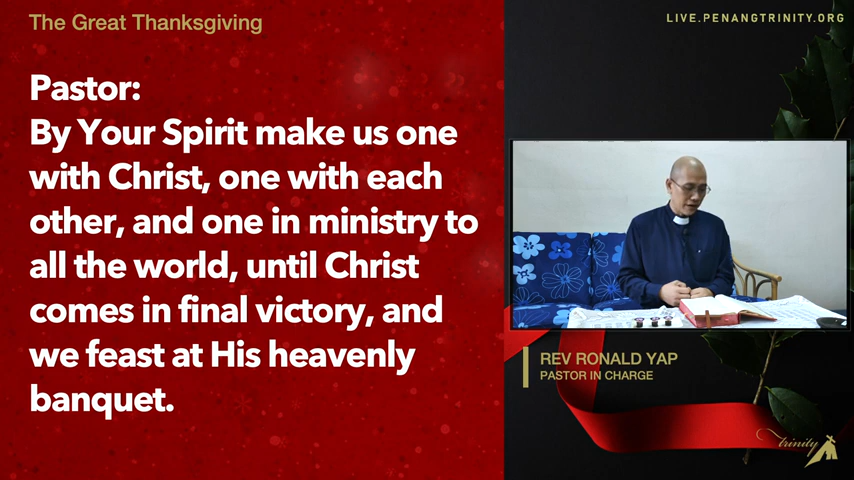 The Great Thanksgiving
LIVE.PENANGTRINITY.ORG
Pastor:
By Your Spirit make us one
with Christ, one with each
other, and one in ministry to
all the world, until Christ
comes in final victory, and
we feast at His heavenly
banquet.
REV RONALD YAP
PASTOR IN CHARGE
Trinity